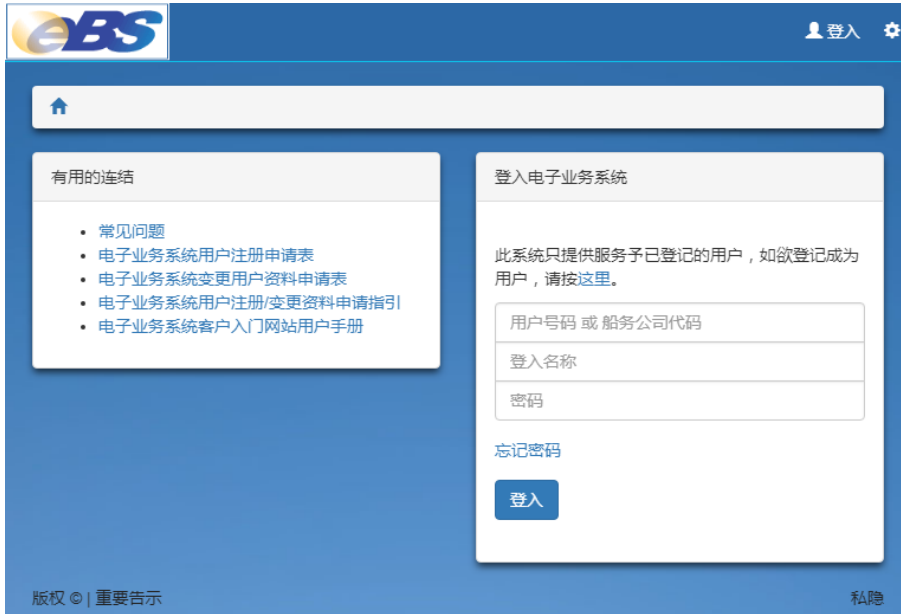 eBS
登入
有用的连结
常见问题
电子业务系统用户注册申请表
电子业务系统变更用户资料申请表
电子业务系统用户注册/变更资料申请指引
电子业务系统客户入门网站用户手册
登入电子业务系统
此系统只提供服务予已登记的用户，如欲登记成为
用户，请按这里。
用户号码 或 船务公司代码
登入名称
密码
忘记密码
登入
版权 © | 重要告示
私隐